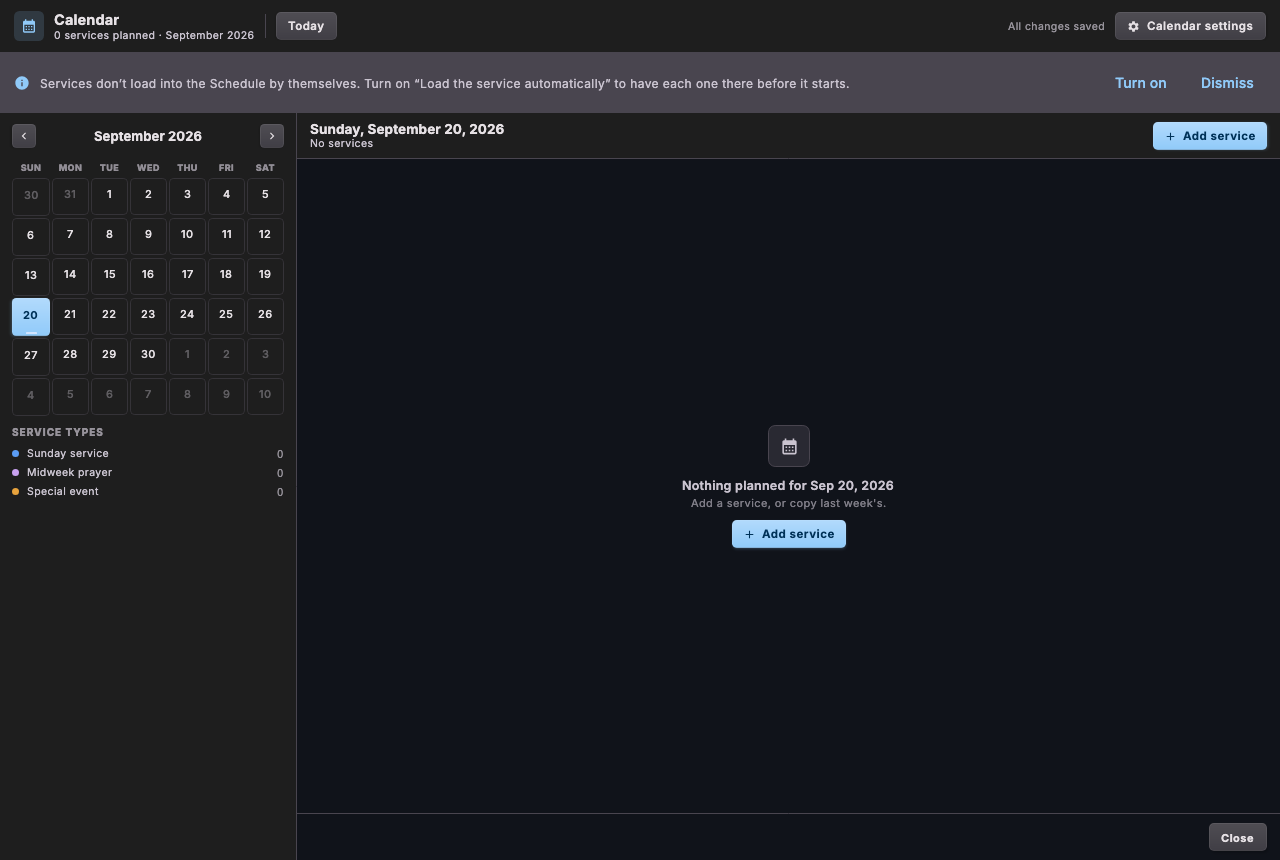 Calendar
0 services planned · September 2026
Today
All changes saved
Calendar settings
Services don’t load into the Schedule by themselves. Turn on “Load the service automatically” to have each one there before it starts.
Turn on
Dismiss
September 2026
SUN MON TUE WED THU FRI SAT
30 31 1 2 3 4 5
6 7 8 9 10 11 12
13 14 15 16 17 18 19
20 21 22 23 24 25 26
27 28 29 30 1 2 3
4 5 6 7 8 9 10
SERVICE TYPES
Sunday service 0
Midweek prayer 0
Special event 0
Sunday, September 20, 2026
No services
+ Add service
Nothing planned for Sep 20, 2026
Add a service, or copy last week's.
+ Add service
Close